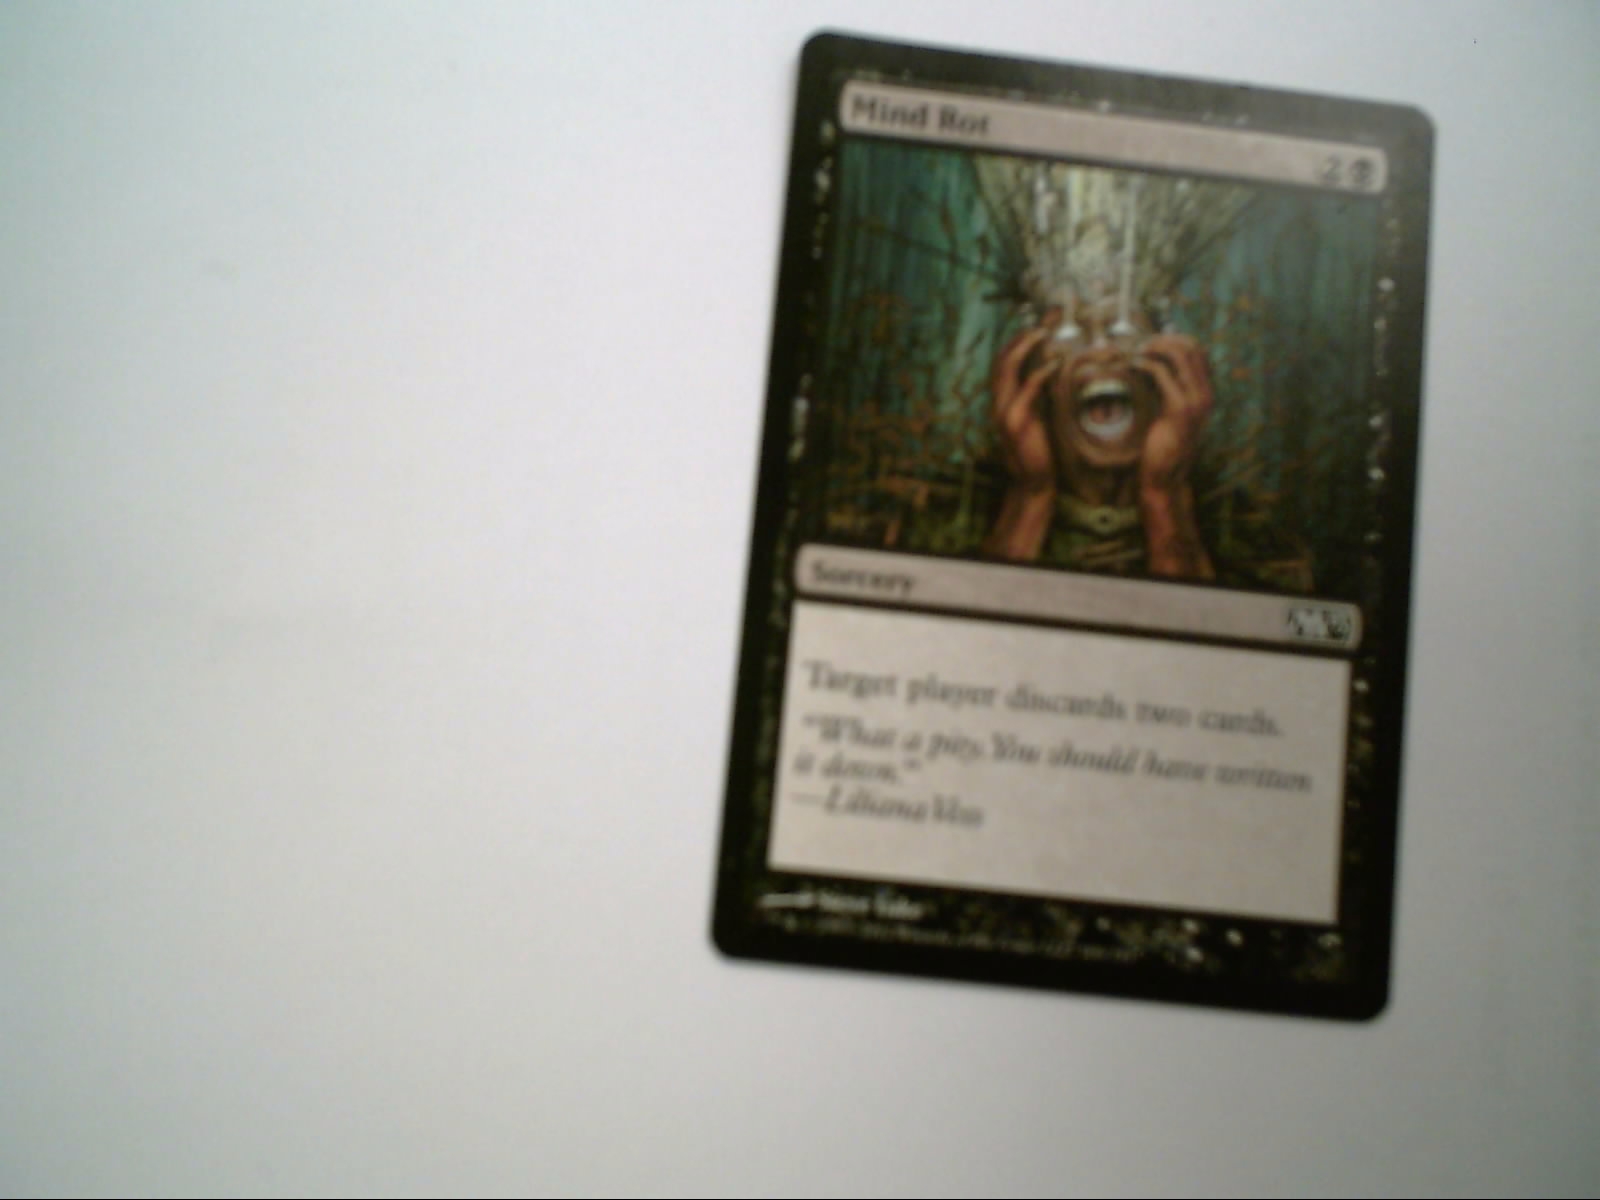 Mind Rot
2
Sorcery
Target player discards two cards.
"What a pity. You should have written
it down."
—Liliana Vess